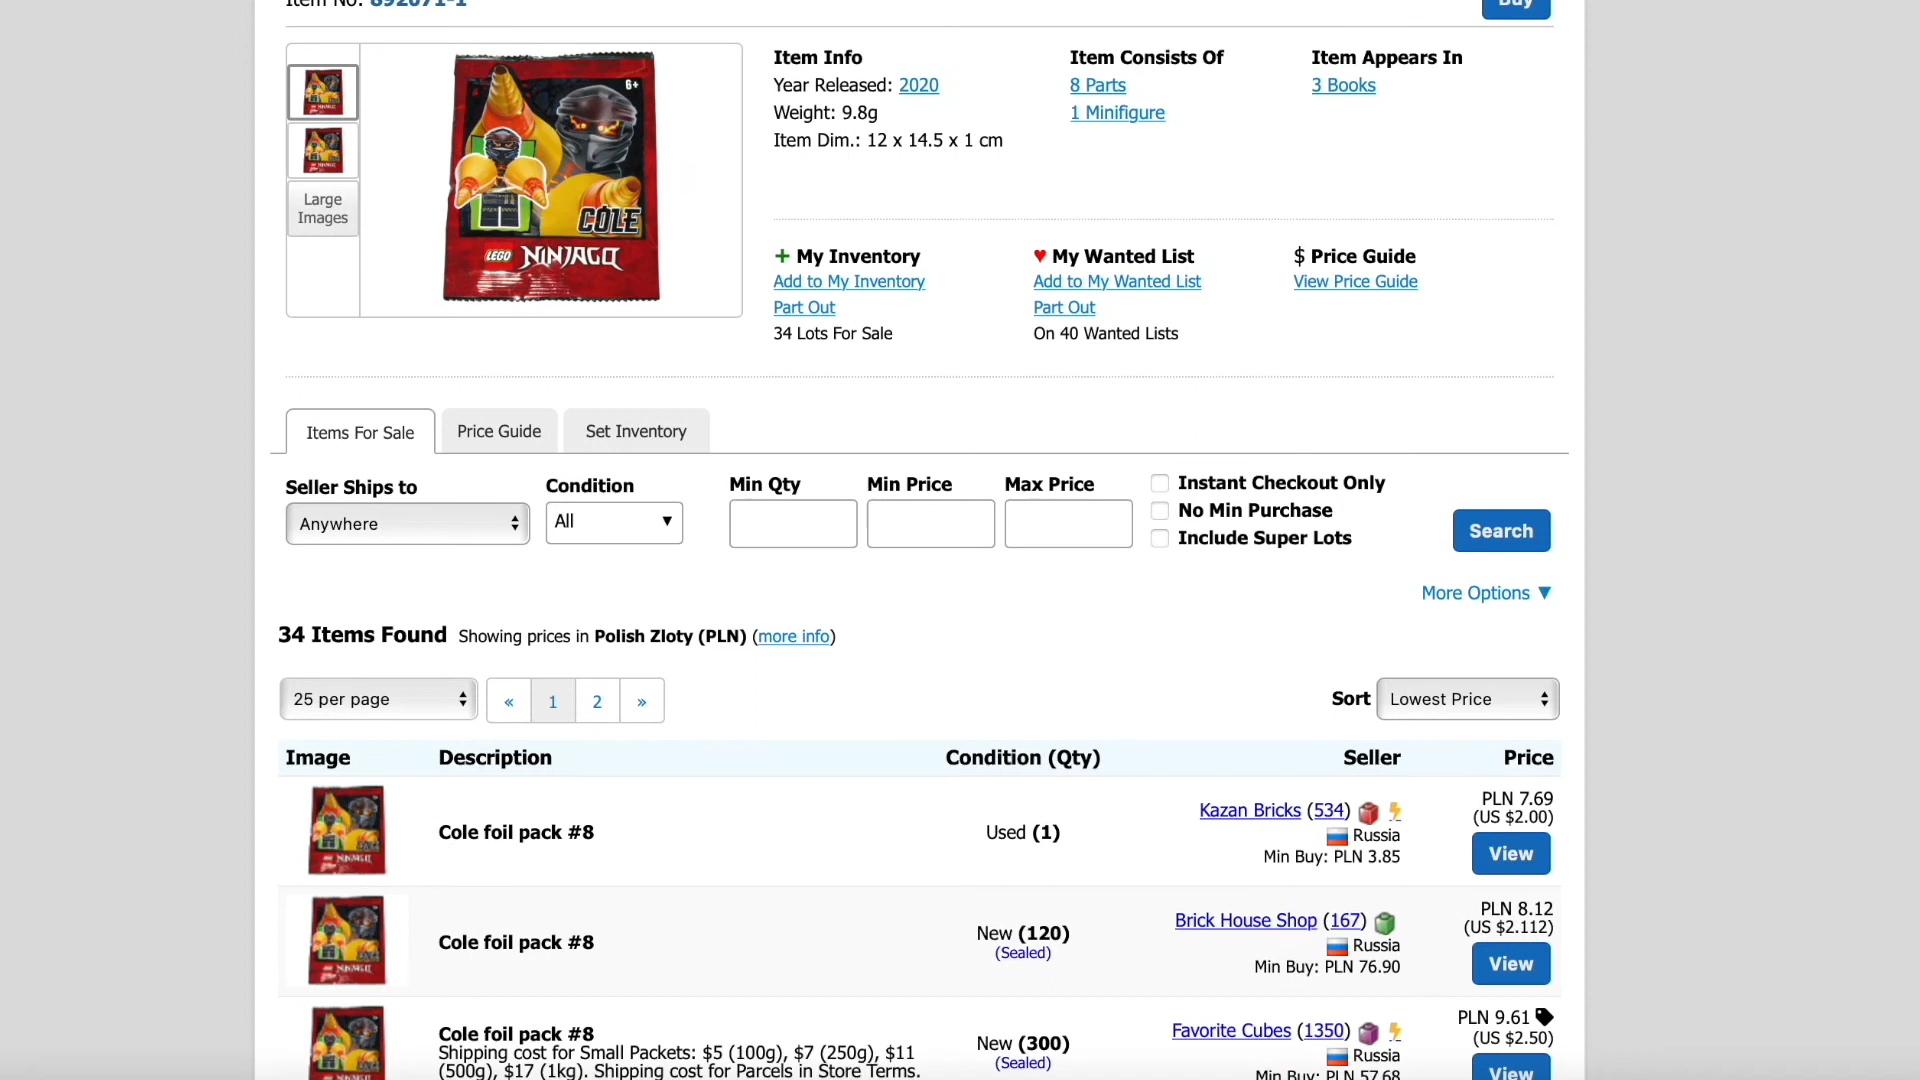 Item No: 892071-1
Buy
Item Info
Item Consists Of
Item Appears In
Year Released: 2020
8 Parts
3 Books
Weight: 9.8g
1 Minifigure
Item Dim.: 12 x 14.5 x 1 cm
6+
COLE
LEGO NINJAGO
Large
Images
+ My Inventory
♥ My Wanted List
$ Price Guide
Add to My Inventory
Add to My Wanted List
View Price Guide
Part Out
Part Out
34 Lots For Sale
On 40 Wanted Lists
Items For Sale
Price Guide
Set Inventory
Seller Ships to
Condition
Min Qty
Min Price
Max Price
Instant Checkout Only
No Min Purchase
Include Super Lots
Anywhere
All
Search
More Options ▼
34 Items Found Showing prices in Polish Zloty (PLN) (more info)
25 per page
« 1 2 »
Sort Lowest Price
Image
Description
Condition (Qty)
Seller
Price
Cole foil pack #8
Used (1)
Kazan Bricks (534)
Russia
Min Buy: PLN 3.85
PLN 7.69
(US $2.00)
View
Cole foil pack #8
New (120)
(Sealed)
Brick House Shop (167)
Russia
Min Buy: PLN 76.90
PLN 8.12
(US $2.112)
View
Cole foil pack #8
Shipping cost for Small Packets: $5 (100g), $7 (250g), $11
(500g), $17 (1kg). Shipping cost for Parcels in Store Terms.
New (300)
(Sealed)
Favorite Cubes (1350)
Russia
Min Buy: PLN 57.68
PLN 9.61
(US $2.50)
View